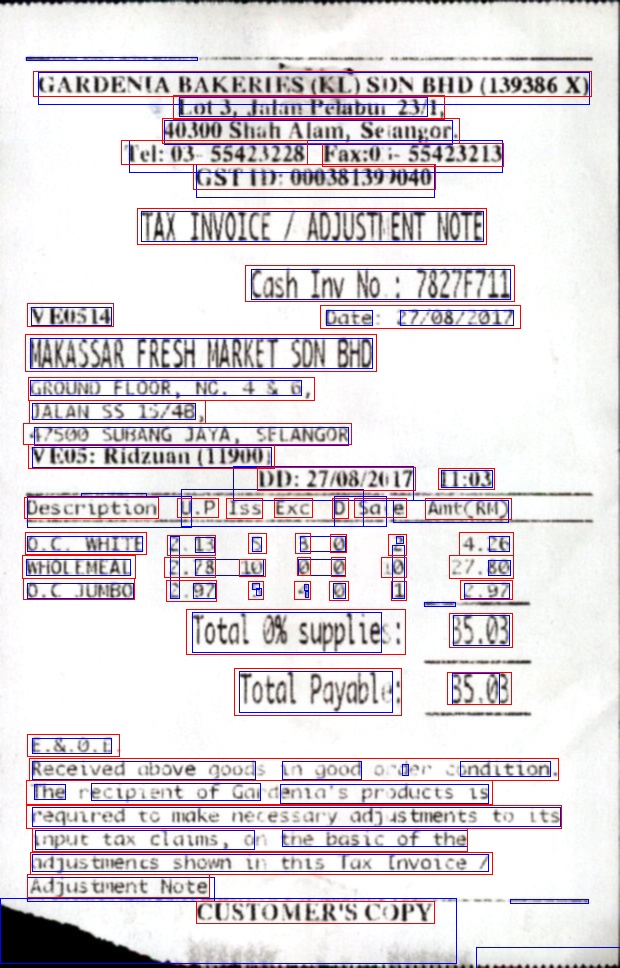 GARDENIA BAKERIES (KL) SDN BHD (139386 X)
Lot 3, Jalan Pelabur 23/1,
40300 Shah Alam, Selangor.
Tel: 03- 55423228 Fax:03- 55423213
GST ID: 000381399040
TAX INVOICE / ADJUSTMENT NOTE
Cash Inv No.: 7827F711
VE0514 Date: 27/08/2017
MAKASSAR FRESH MARKET SDN BHD
GROUND FLOOR, NO. 4 & 6,
JALAN SS 15/4B,
47500 SUBANG JAYA, SELANGOR
VE05: Ridzuan (11900)
DD: 27/08/2017 11:03
Description U.P Iss Exc D Sale Amt(RM)
O.C. WHITE 2.13 5 3 0 2 4.26
WHOLEMEAL 2.78 10 0 0 10 27.80
O.C JUMBO 2.97 0 1 2.97
Total 0% supplies: 35.03
Total Payable: 35.03
E.&.O.E.
Received above goods in good order condition.
The recipient of Gardenia's products is
required to make necessary adjustments to its
input tax claims, on the basic of the
adjustments shown in this Tax Invoice /
Adjustment Note
CUSTOMER'S COPY